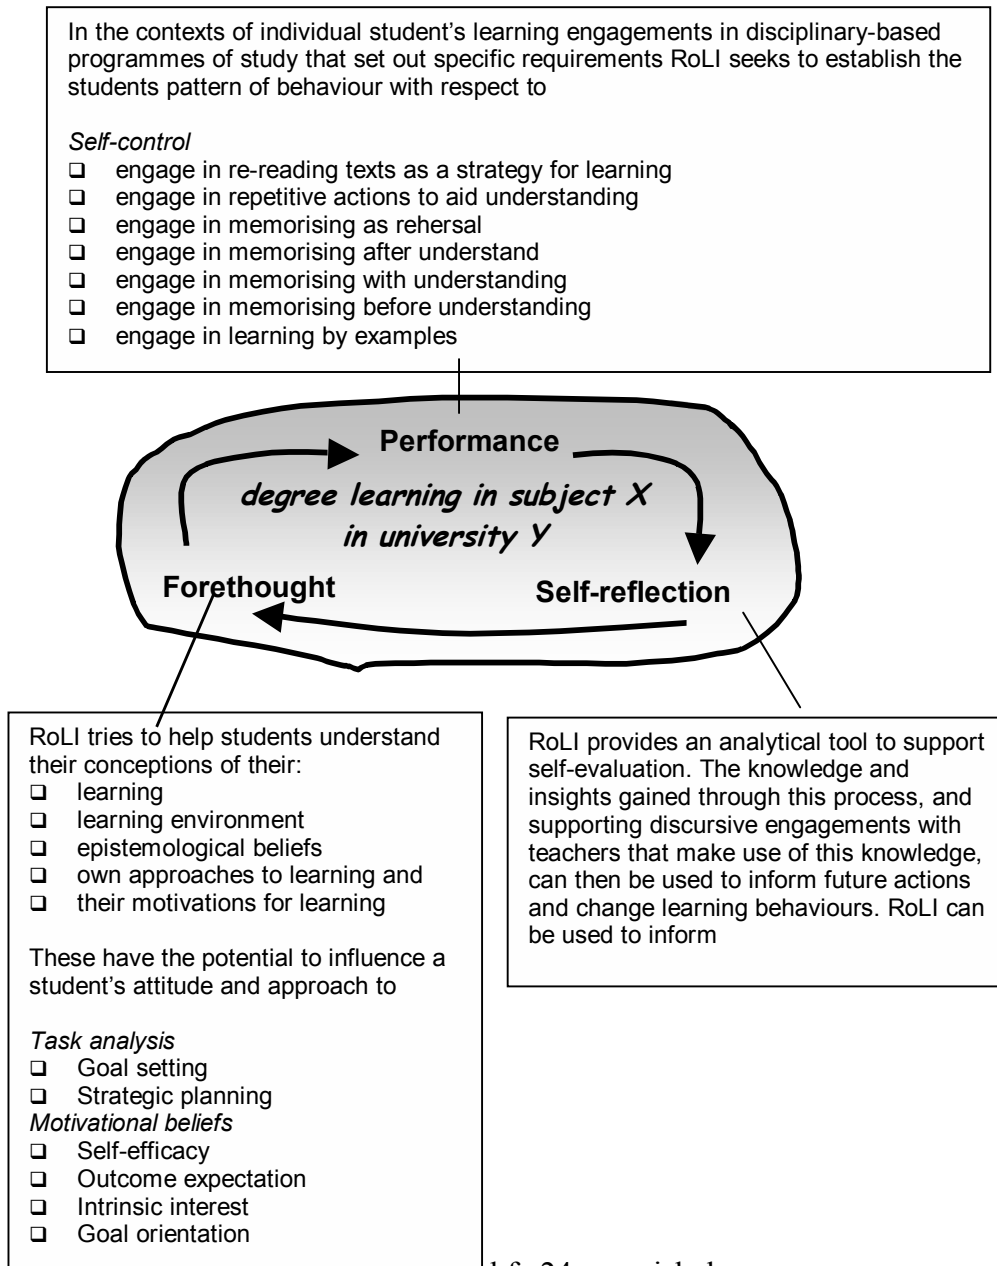 In the contexts of individual student’s learning engagements in disciplinary-based
programmes of study that set out specific requirements RoLI seeks to establish the
students pattern of behaviour with respect to
Self-control
❑ engage in re-reading texts as a strategy for learning
❑ engage in repetitive actions to aid understanding
❑ engage in memorising as rehersal
❑ engage in memorising after understand
❑ engage in memorising with understanding
❑ engage in memorising before understanding
❑ engage in learning by examples
Performance
degree learning in subject X
in university Y
Forethought
Self-reflection
RoLI tries to help students understand
their conceptions of their:
❑ learning
❑ learning environment
❑ epistemological beliefs
❑ own approaches to learning and
❑ their motivations for learning
These have the potential to influence a
student’s attitude and approach to
Task analysis
❑ Goal setting
❑ Strategic planning
Motivational beliefs
❑ Self-efficacy
❑ Outcome expectation
❑ Intrinsic interest
❑ Goal orientation
RoLI provides an analytical tool to support
self-evaluation. The knowledge and
insights gained through this process, and
supporting discursive engagements with
teachers that make use of this knowledge,
can then be used to inform future actions
and change learning behaviours. RoLI can
be used to inform